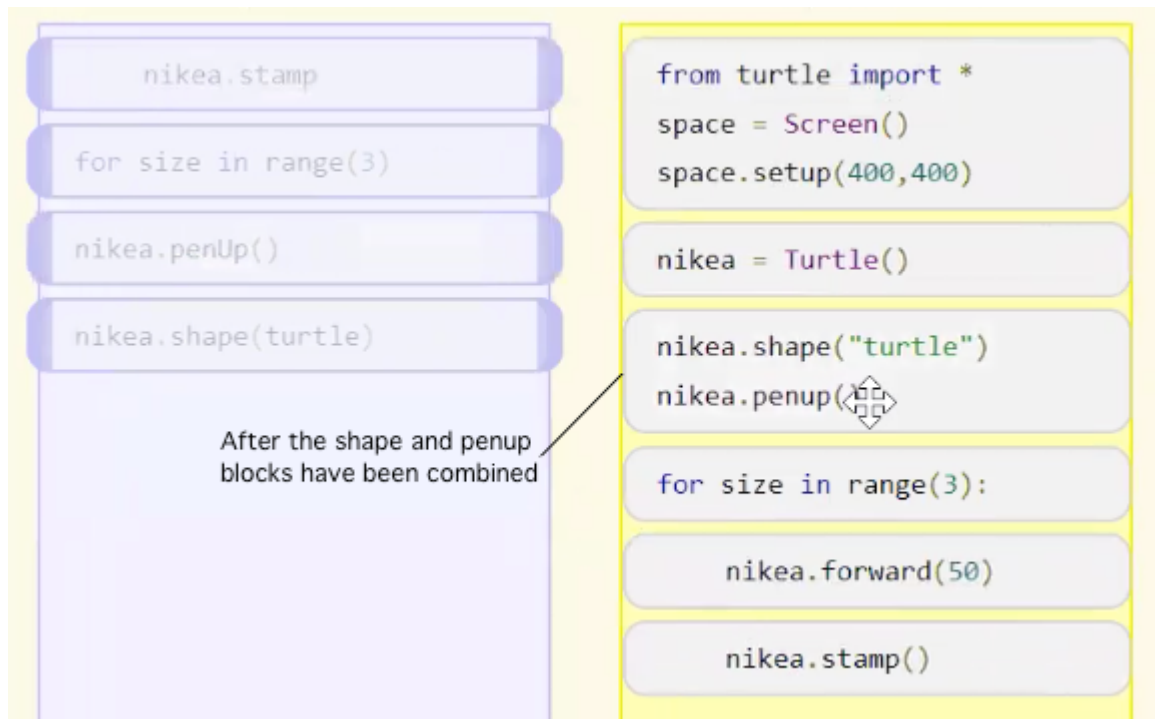 nikea.stamp
for size in range(3)
nikea.penUp()
nikea.shape(turtle)
After the shape and penup
blocks have been combined
from turtle import *
space = Screen()
space.setup(400,400)
nikea = Turtle()
nikea.shape("turtle")
nikea.penup()
for size in range(3):
nikea.forward(50)
nikea.stamp()